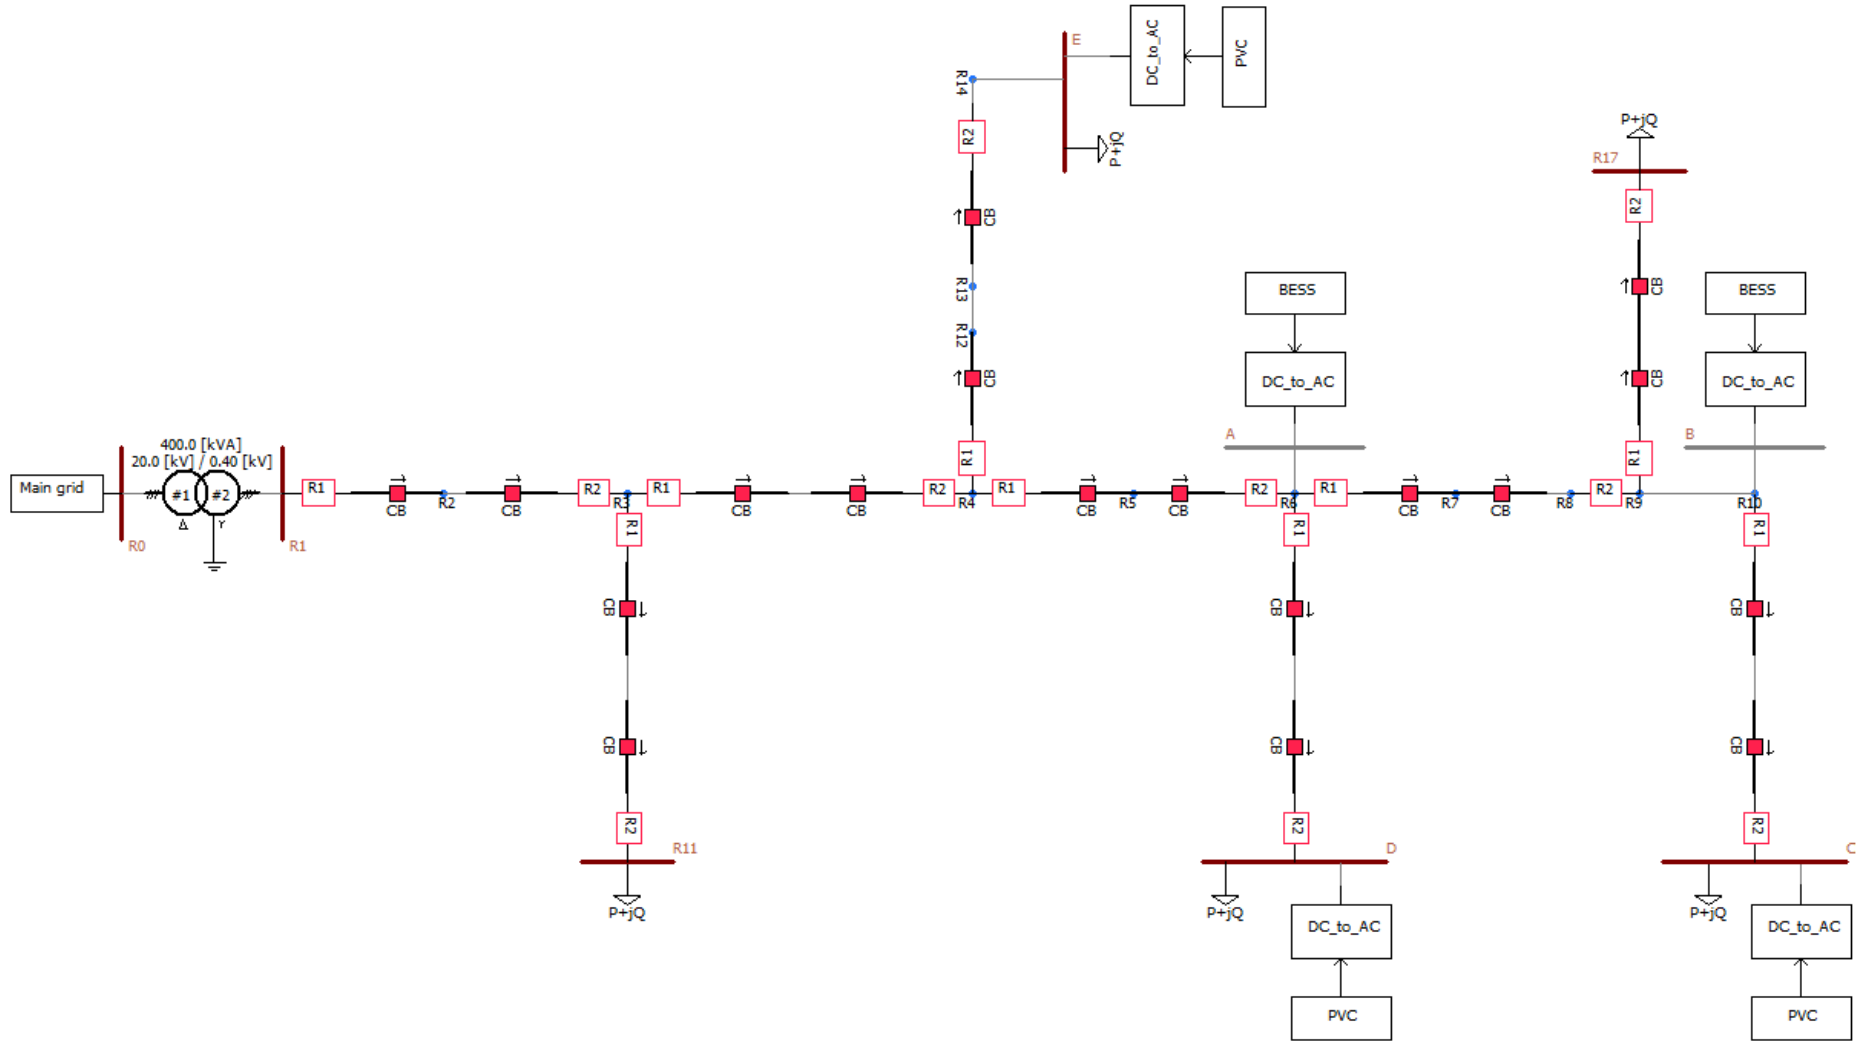 E
DC_to_AC
PVC
R14
R2
P+jQ
P+jQ
R17
R2
CB
R13
R12
CB
R1
BESS
DC_to_AC
A
CB
CB
R1
BESS
DC_to_AC
B
400.0 [kVA]
20.0 [kV] / 0.40 [kV]
Main grid
#1
#2
Δ
Y
R0
R1
R1
CB
R2
CB
R2
R3
R1
CB
CB
R2
R4
R1
CB
R5
CB
R2
R6
R1
CB
R7
CB
R8
R2
R9
R10
R1
CB
CB
R2
R11
P+jQ
R1
CB
CB
R2
D
P+jQ
DC_to_AC
PVC
R1
CB
CB
R2
C
P+jQ
DC_to_AC
PVC